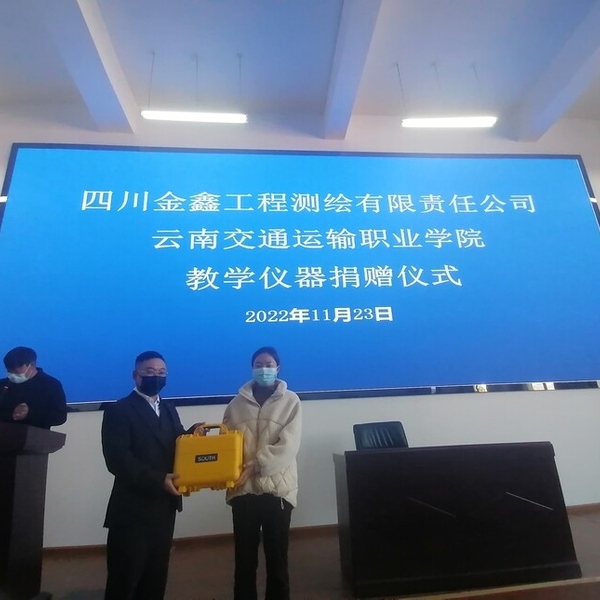 四川金鑫工程测绘有限责任公司
云南交通运输职业学院
教学仪器捐赠仪式
2022年11月23日
SOUTH